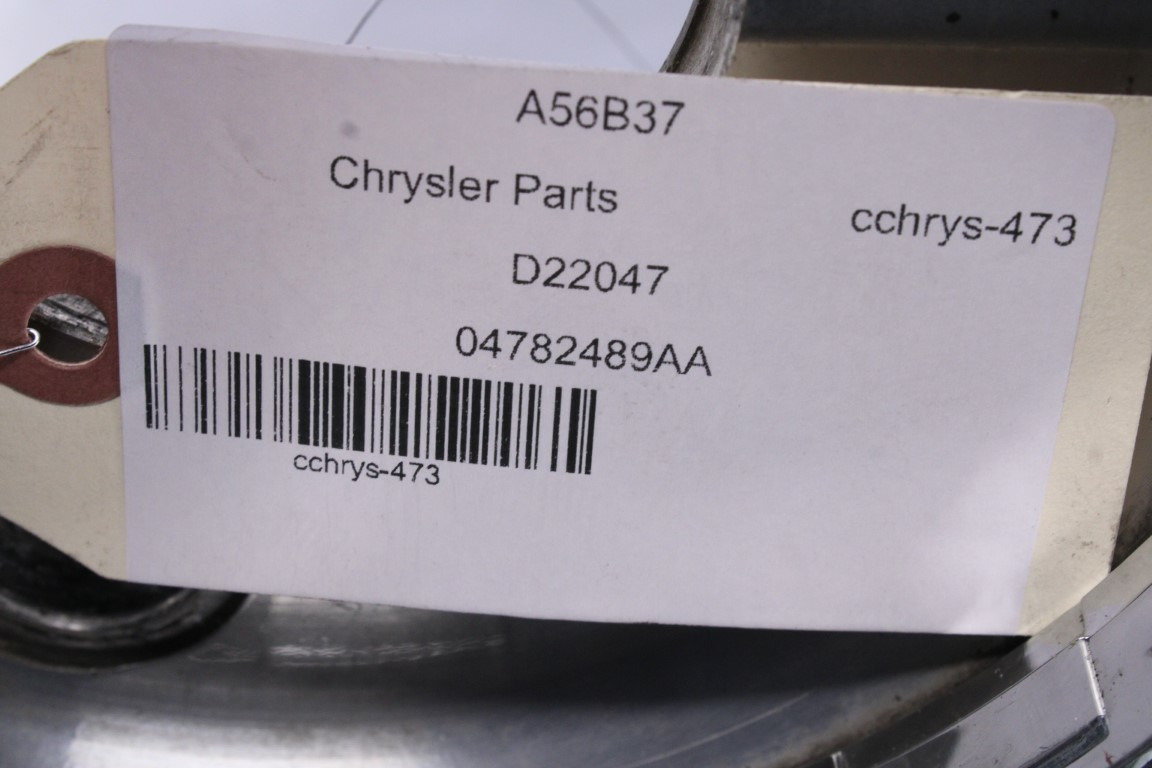 A56B37
Chrysler Parts
cchrys-473
D22047
04782489AA
cchrys-473